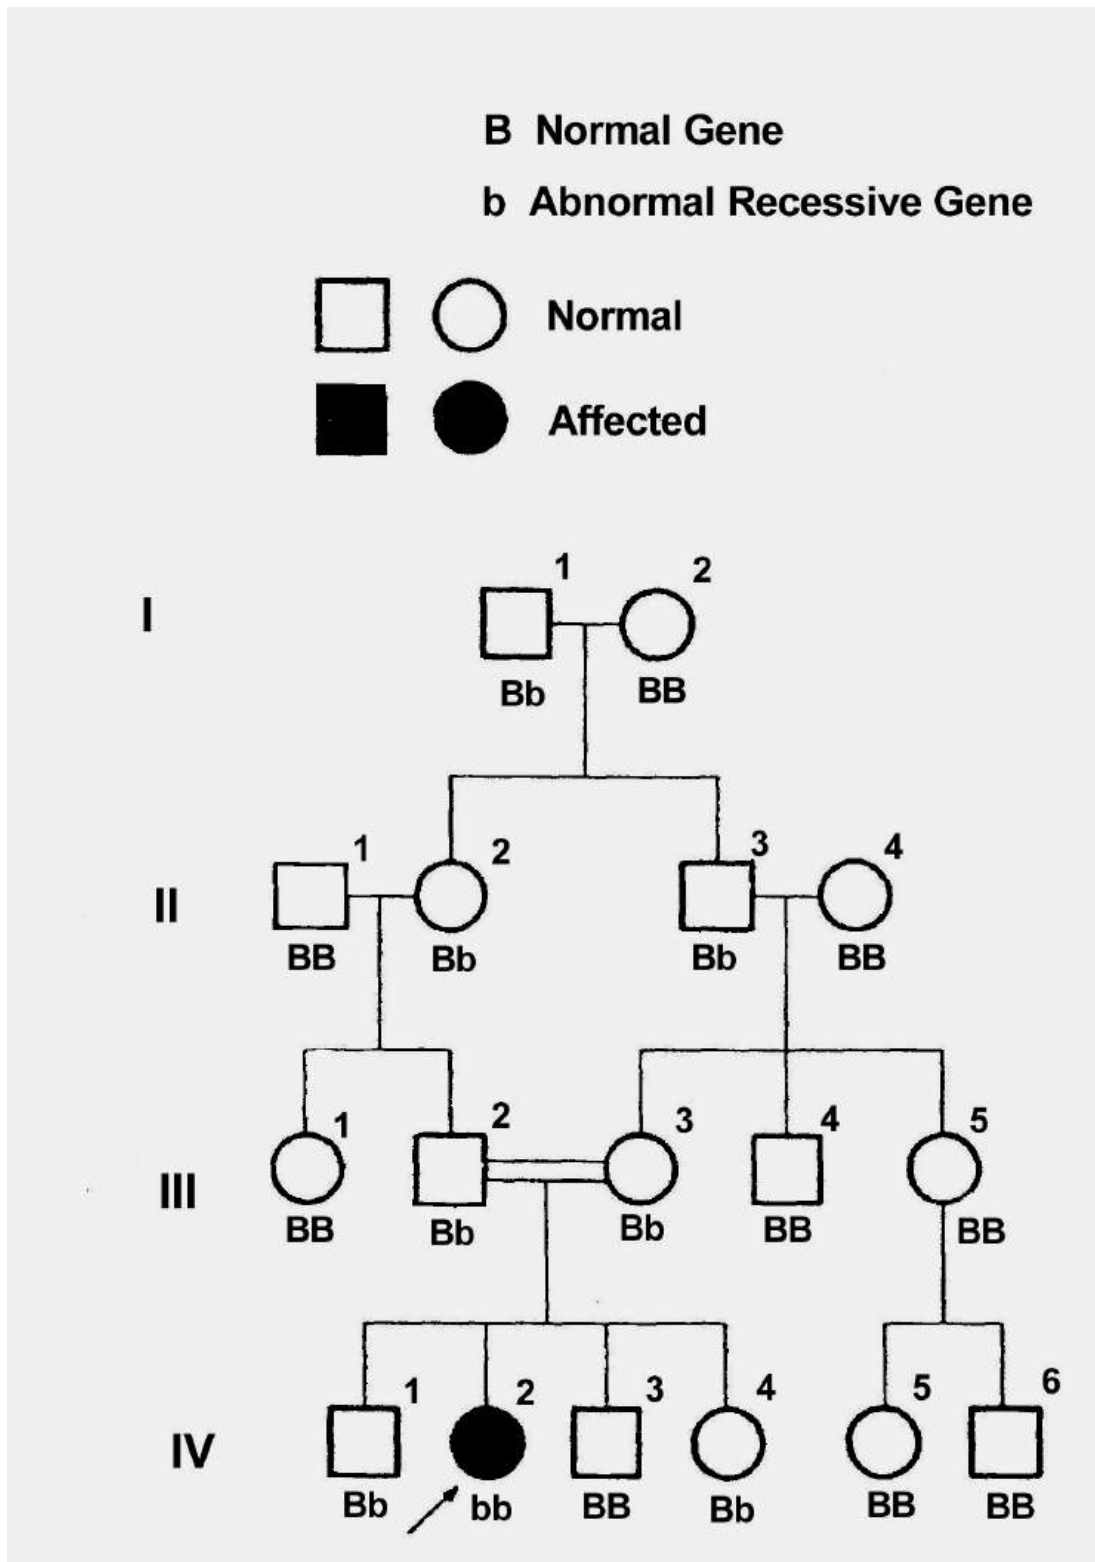 B Normal Gene
b Abnormal Recessive Gene
Normal
Affected
1 2
I
Bb BB
1 2 3 4
II
BB Bb Bb BB
1 2 3 4 5
III
BB Bb Bb BB BB
1 2 3 4 5 6
IV
Bb bb BB Bb BB BB